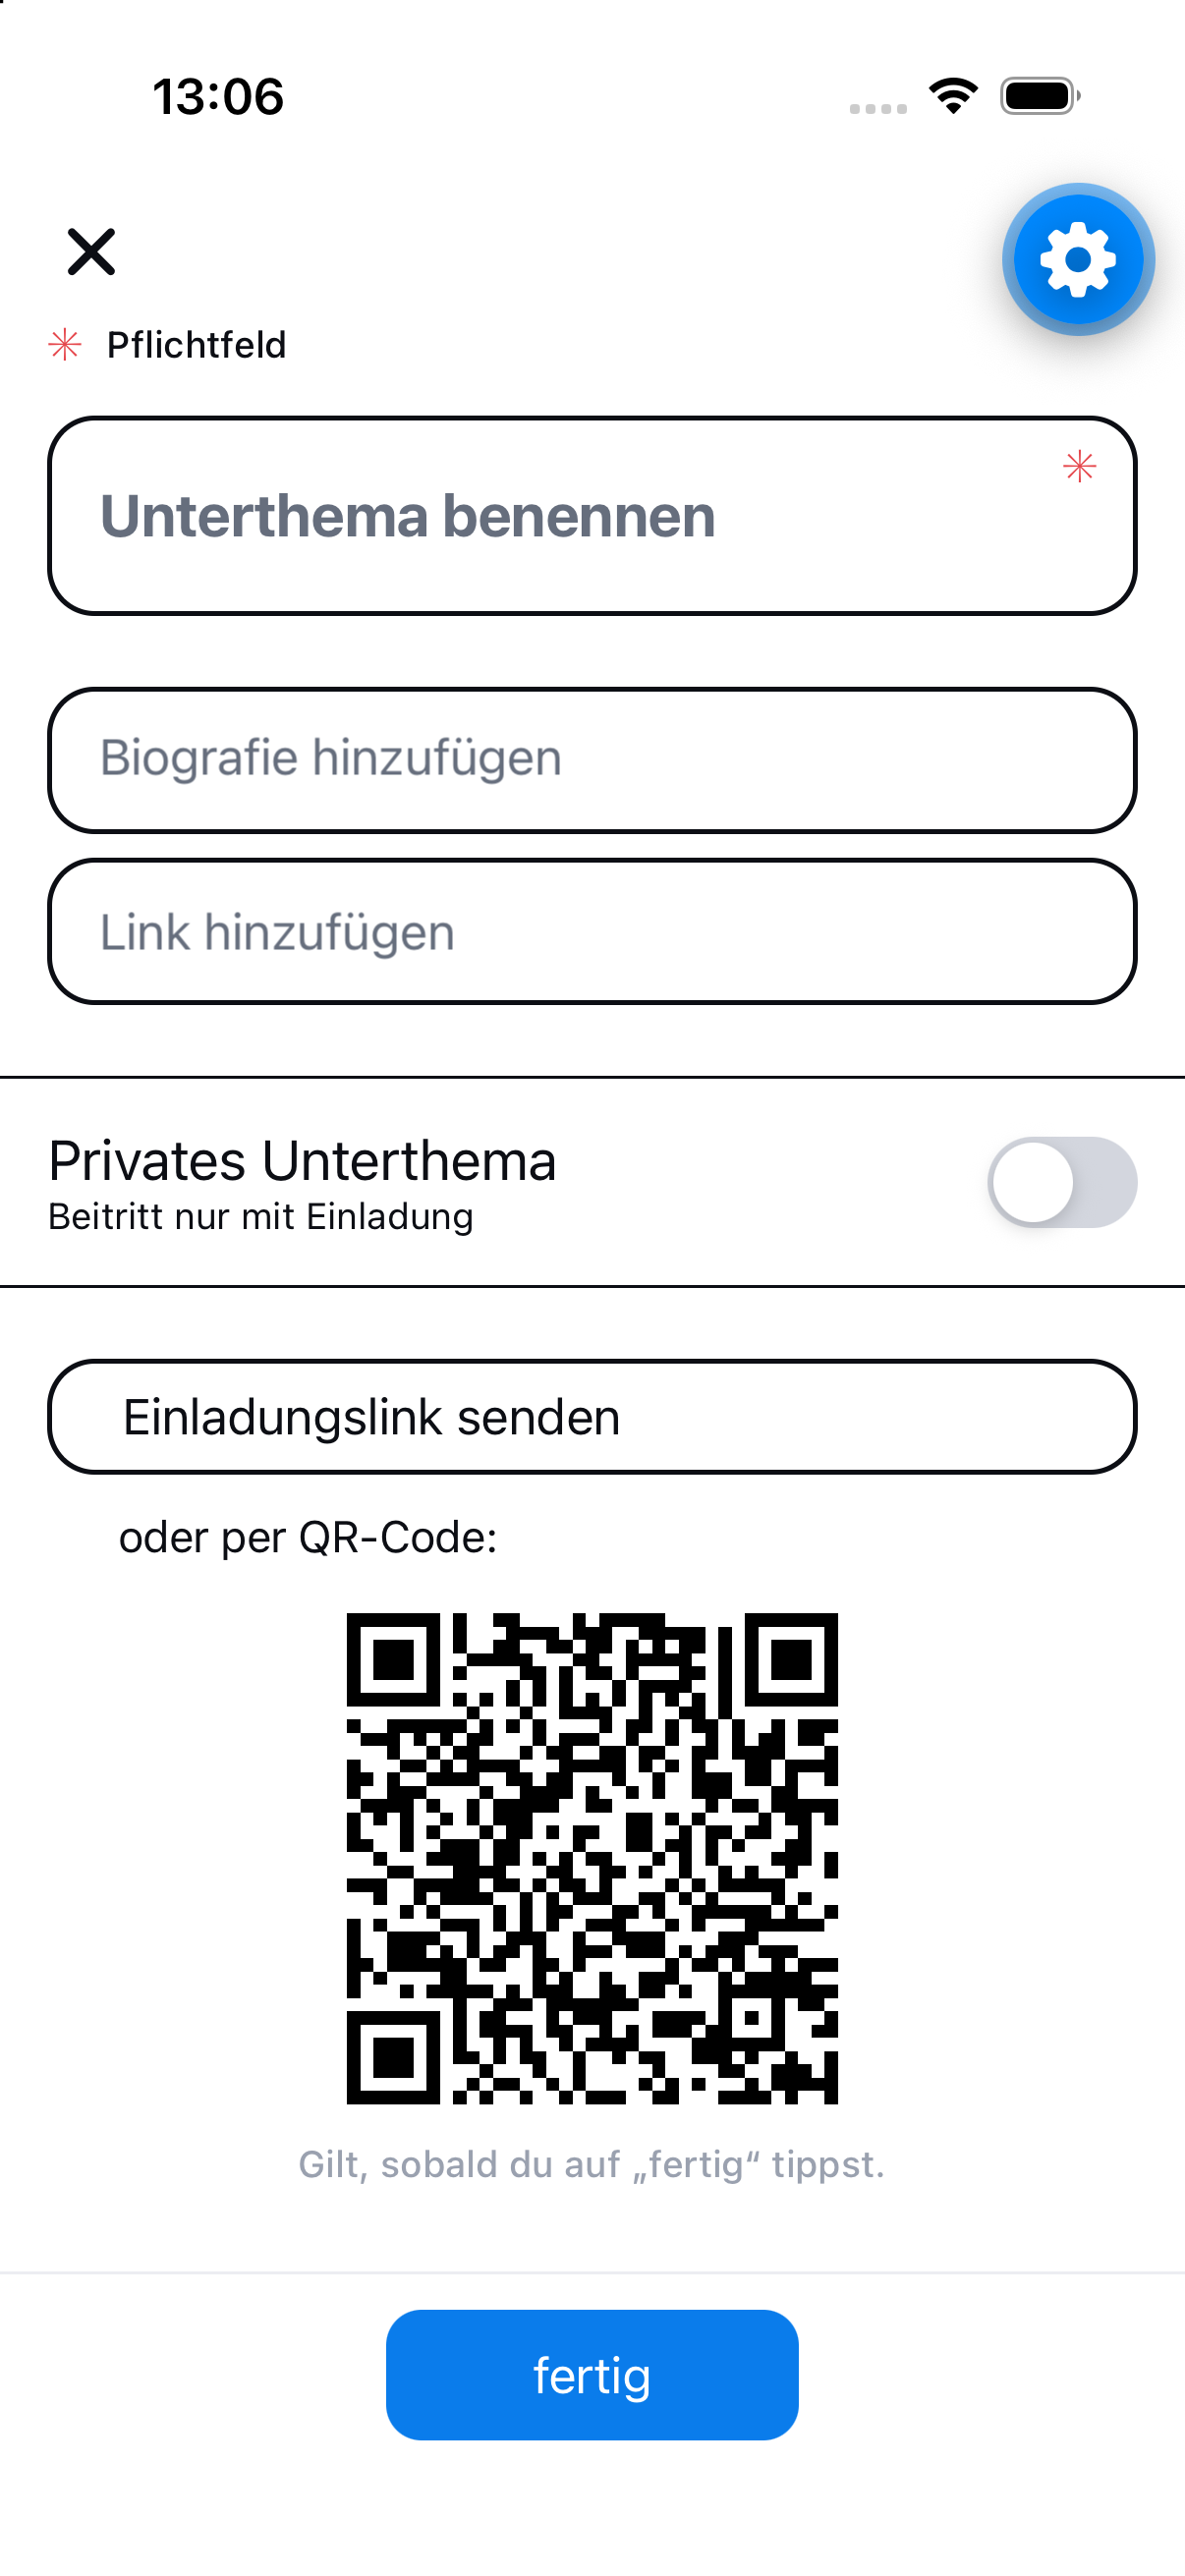 13:06
Pflichtfeld
Unterthema benennen
Biografie hinzufügen
Link hinzufügen
Privates Unterthema
Beitritt nur mit Einladung
Einladungslink senden
oder per QR-Code:
Gilt, sobald du auf „fertig“ tippst.
fertig